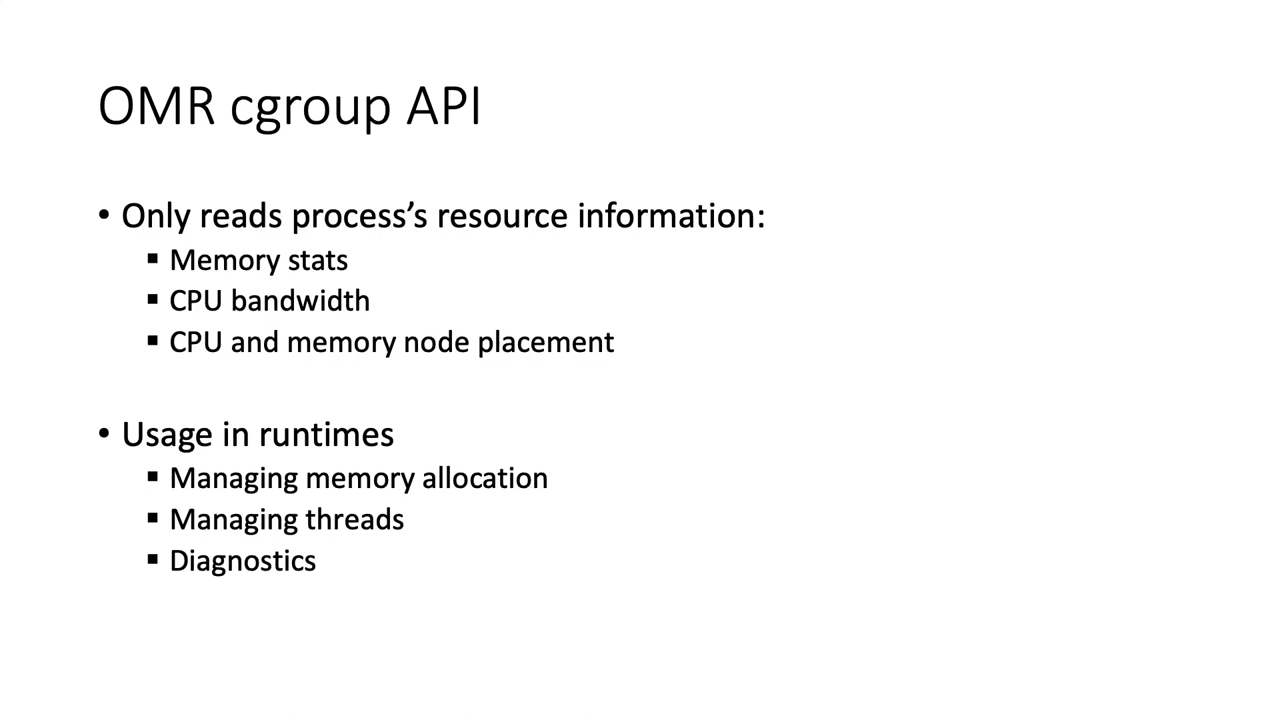 OMR cgroup API
• Only reads process’s resource information:
▪ Memory stats
▪ CPU bandwidth
▪ CPU and memory node placement
• Usage in runtimes
▪ Managing memory allocation
▪ Managing threads
▪ Diagnostics